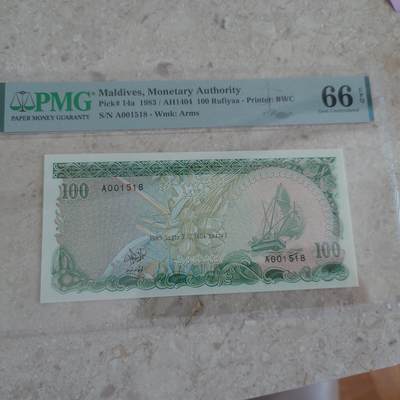 PMG
PAPER MONEY GUARANTY
Maldives, Monetary Authority
Pick# 14a 1983 / AH1404 100 Rufiyaa - Printer: BWC
S/N A001518 - Wmk: Arms
66
100
A001518
A001518
100